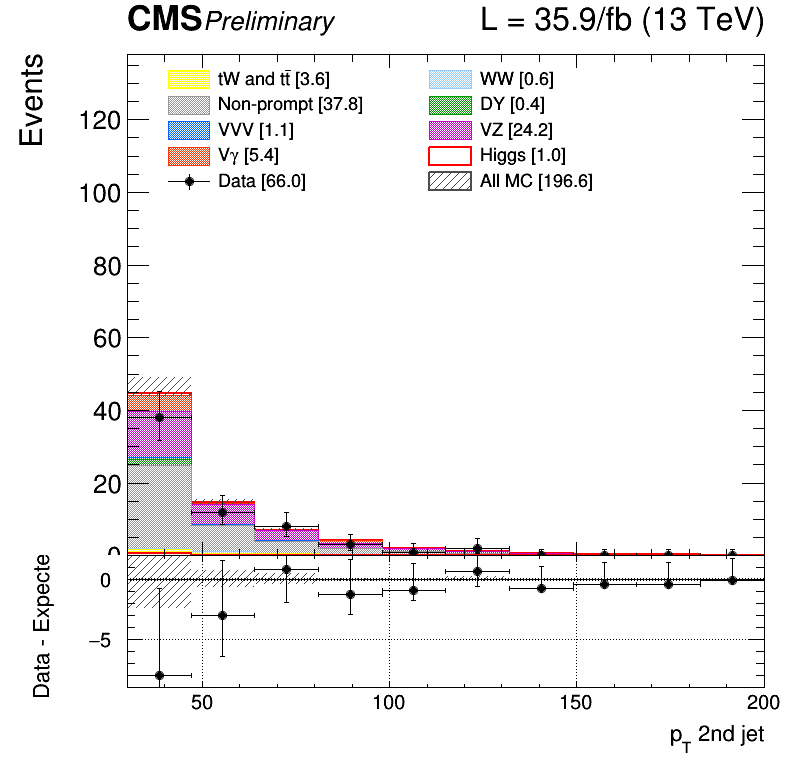 CMS Preliminary L = 35.9/fb (13 TeV)
Events
tW and tt̄ [3.6] WW [0.6]
Non-prompt [37.8] DY [0.4]
VVV [1.1] VZ [24.2]
Vγ [5.4] Higgs [1.0]
Data [66.0] All MC [196.6]
120
100
80
60
40
20
0
Data - Expecte
0
−5
50 100 150 200
pT 2nd jet